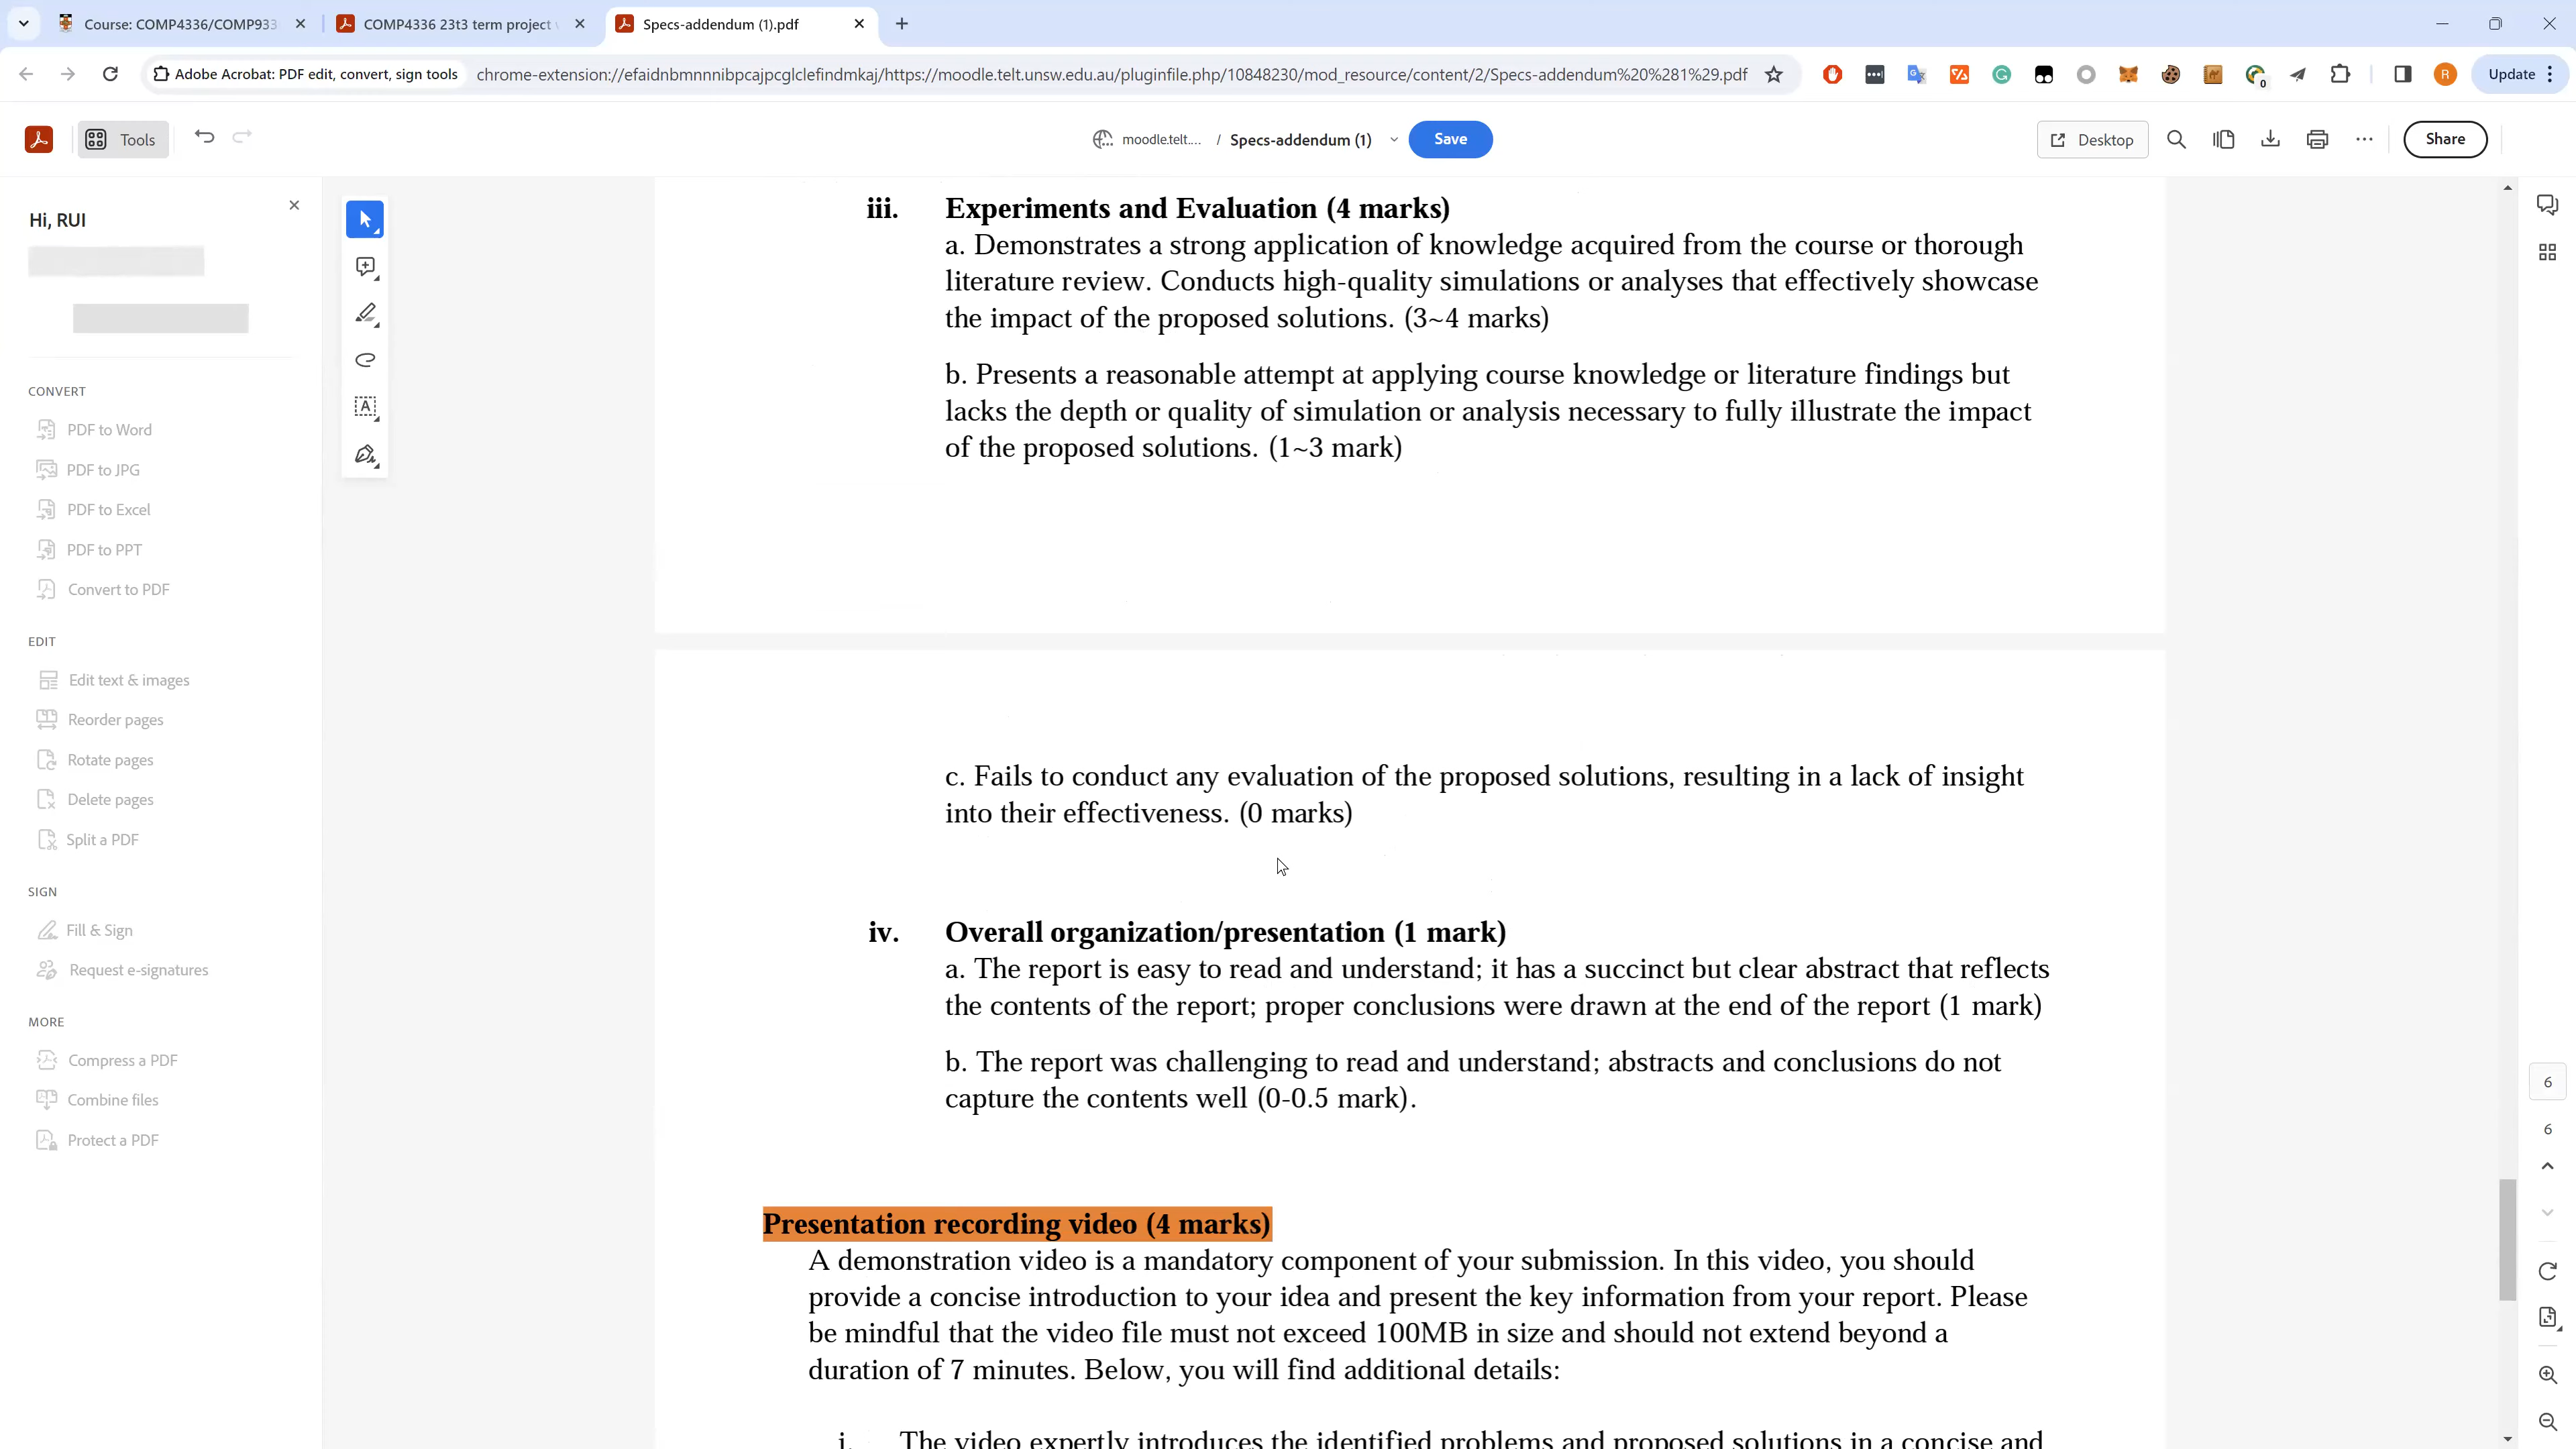 Course: COMP4336/COMP933
COMP4336 23t3 term project
Specs-addendum (1).pdf
Adobe Acrobat: PDF edit, convert, sign tools
chrome-extension://efaidnbmnnnibpcajpcglclefindmkaj/https://moodle.telt.unsw.edu.au/pluginfile.php/10848230/mod_resource/content/2/Specs-addendum%20%281%29.pdf
0
R
Update
Tools
moodle.telt.... / Specs-addendum (1)
Save
Desktop
Share
Hi, RUI
CONVERT
PDF to Word
PDF to JPG
PDF to Excel
PDF to PPT
Convert to PDF
EDIT
Edit text & images
Reorder pages
Rotate pages
Delete pages
Split a PDF
SIGN
Fill & Sign
Request e-signatures
MORE
Compress a PDF
Combine files
Protect a PDF
iii. Experiments and Evaluation (4 marks)
a. Demonstrates a strong application of knowledge acquired from the course or thorough
literature review. Conducts high-quality simulations or analyses that effectively showcase
the impact of the proposed solutions. (3~4 marks)
b. Presents a reasonable attempt at applying course knowledge or literature findings but
lacks the depth or quality of simulation or analysis necessary to fully illustrate the impact
of the proposed solutions. (1~3 mark)
c. Fails to conduct any evaluation of the proposed solutions, resulting in a lack of insight
into their effectiveness. (0 marks)
iv. Overall organization/presentation (1 mark)
a. The report is easy to read and understand; it has a succinct but clear abstract that reflects
the contents of the report; proper conclusions were drawn at the end of the report (1 mark)
b. The report was challenging to read and understand; abstracts and conclusions do not
capture the contents well (0-0.5 mark).
Presentation recording video (4 marks)
A demonstration video is a mandatory component of your submission. In this video, you should
provide a concise introduction to your idea and present the key information from your report. Please
be mindful that the video file must not exceed 100MB in size and should not extend beyond a
duration of 7 minutes. Below, you will find additional details:
i. The video expertly introduces the identified problems and proposed solutions in a concise and
6
6